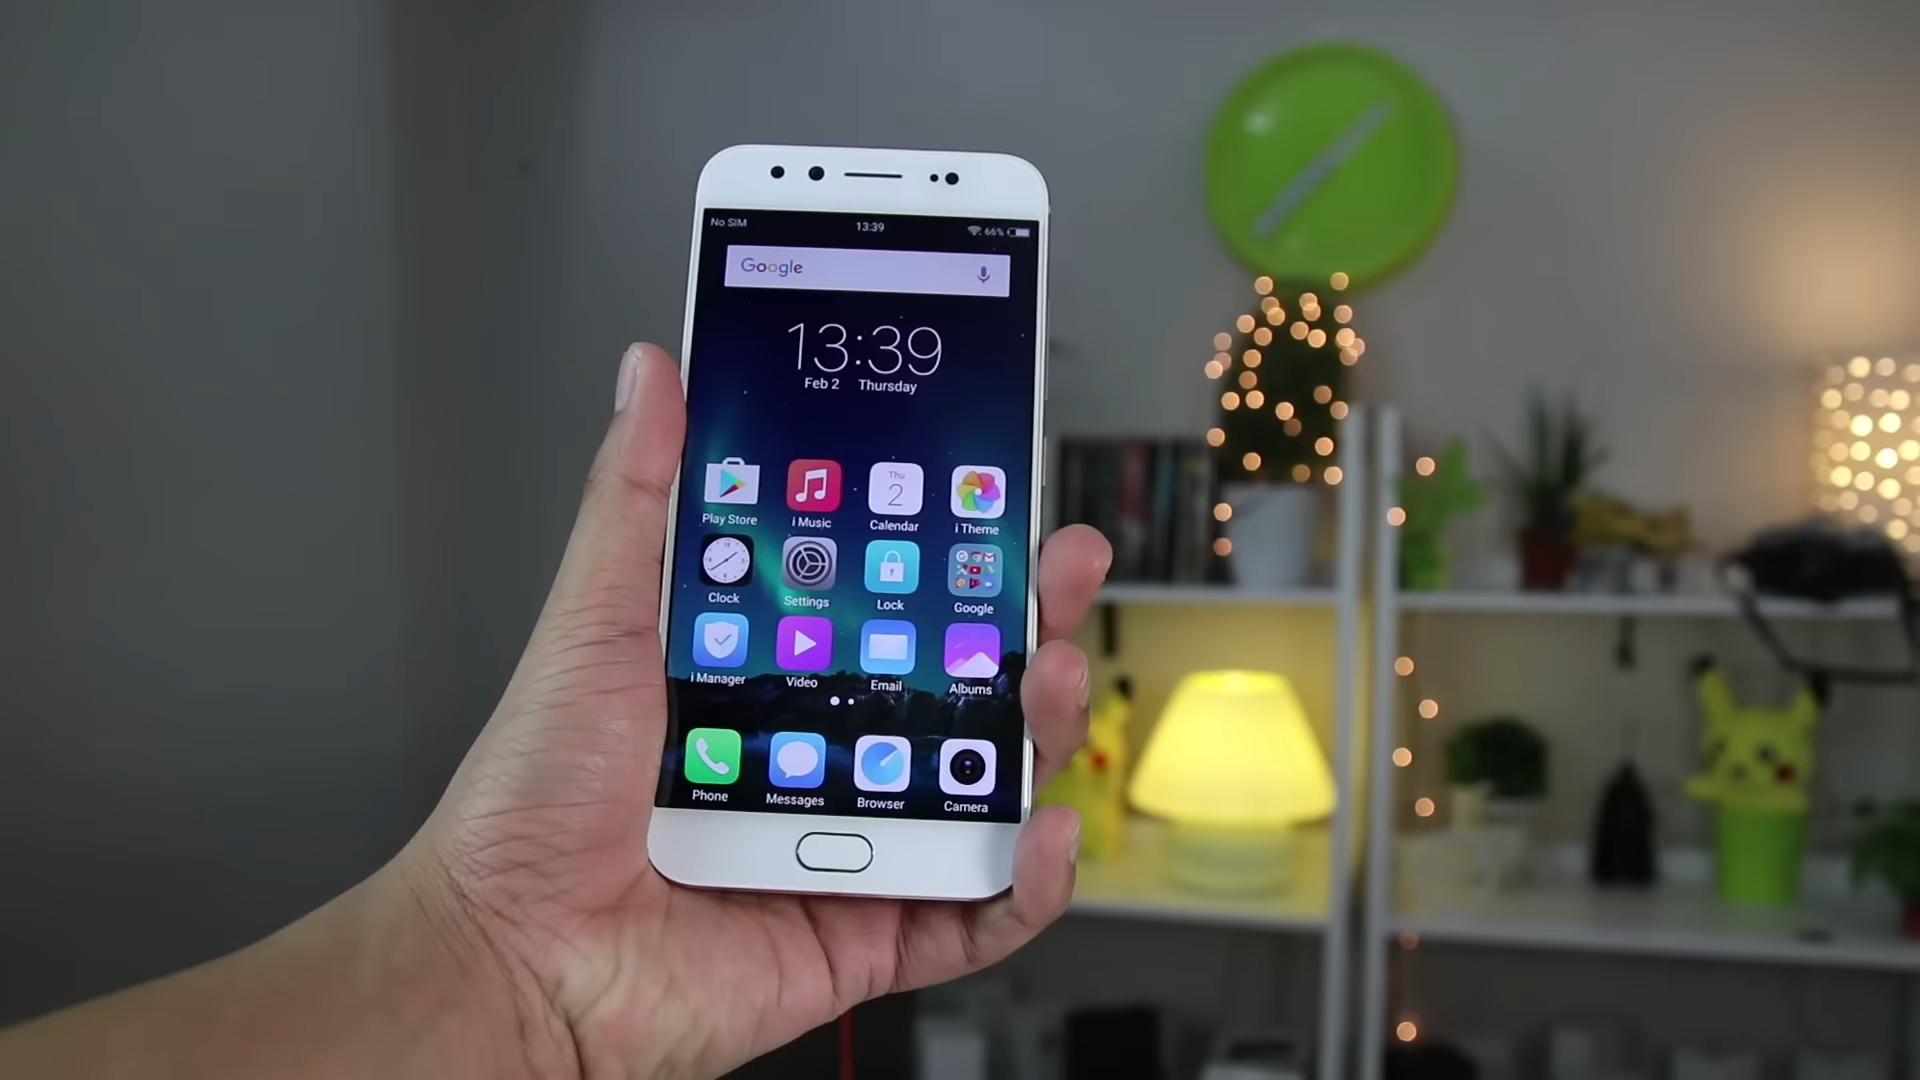 No SIM 13:39 66%
Google
13:39
Feb 2 Thursday
Thu
2
Play Store i Music Calendar i Theme
Clock Settings Lock Google
i Manager Video Email Albums
Phone Messages Browser Camera